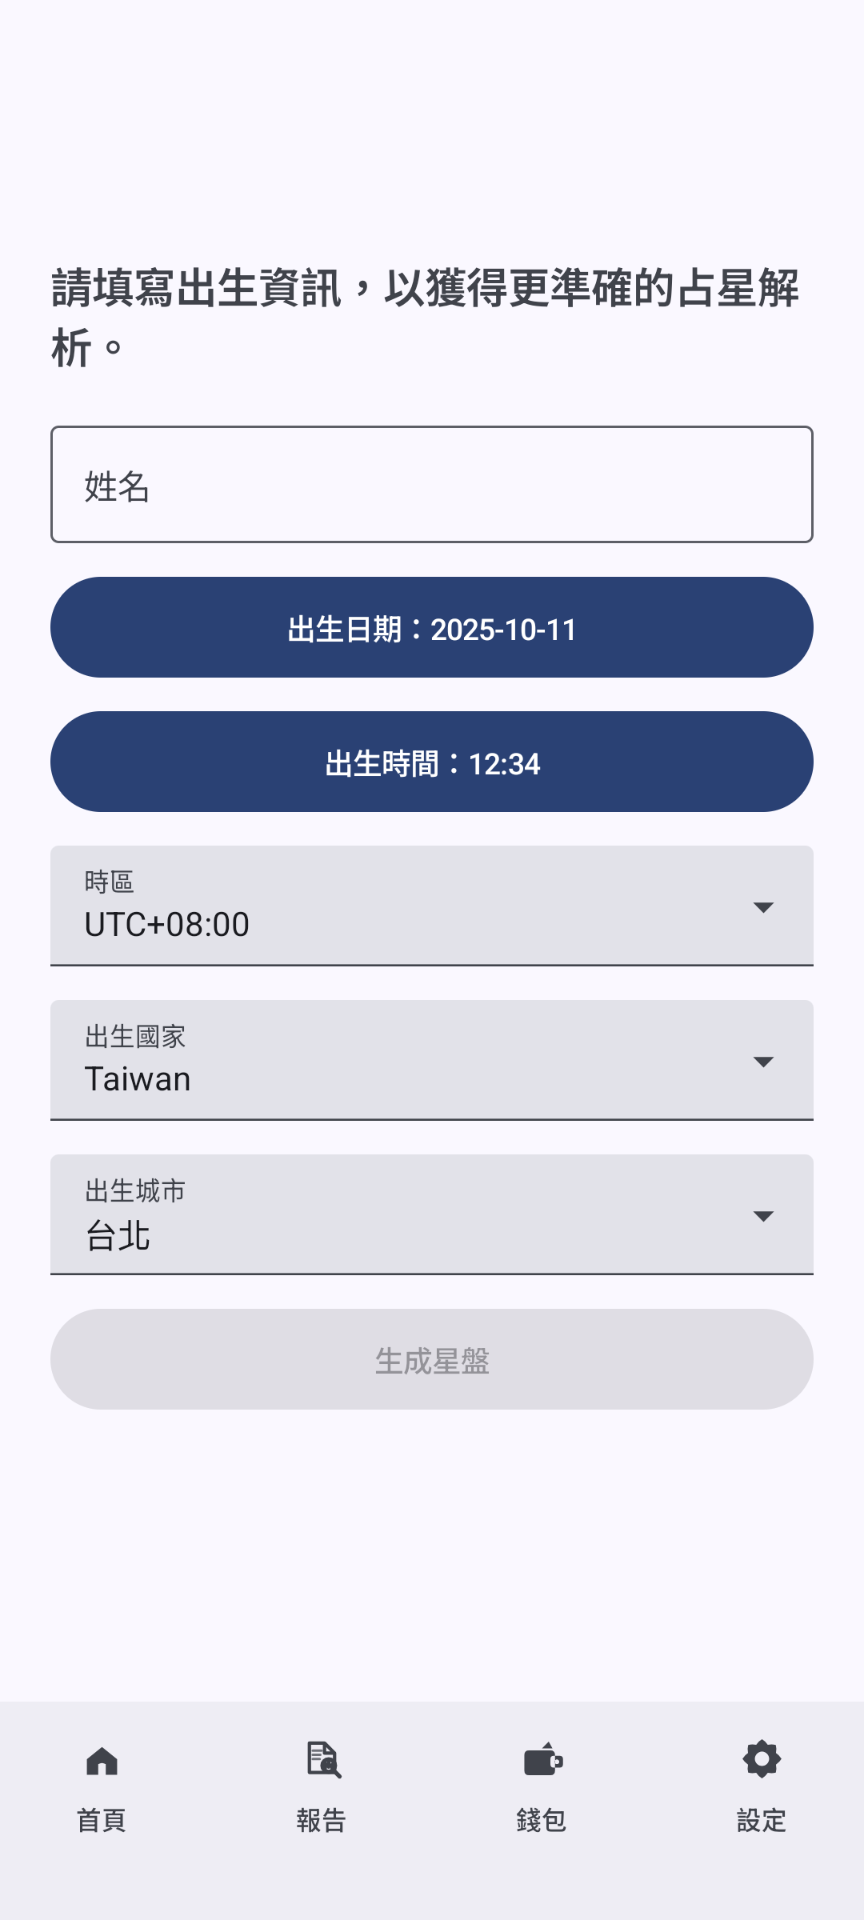 請填寫出生資訊，以獲得更準確的占星解
析。
姓名
出生日期：2025-10-11
出生時間：12:34
時區
UTC+08:00
出生國家
Taiwan
出生城市
台北
生成星盤
首頁
報告
錢包
設定